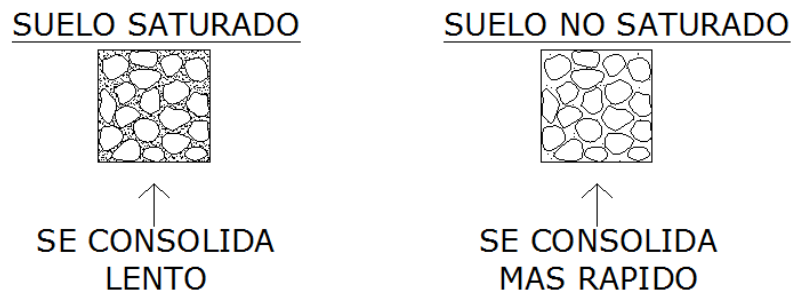 SUELO SATURADO
SE CONSOLIDA
LENTO
SUELO NO SATURADO
SE CONSOLIDA
MAS RAPIDO